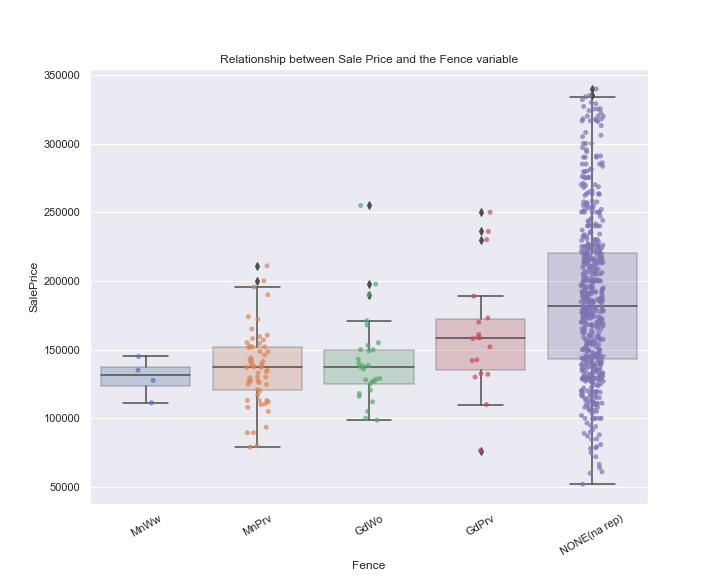 Relationship between Sale Price and the Fence variable
350000
300000
250000
200000
150000
100000
50000
SalePrice
MnWw
MnPrv
GdWo
GdPrv
NONE(na rep)
Fence